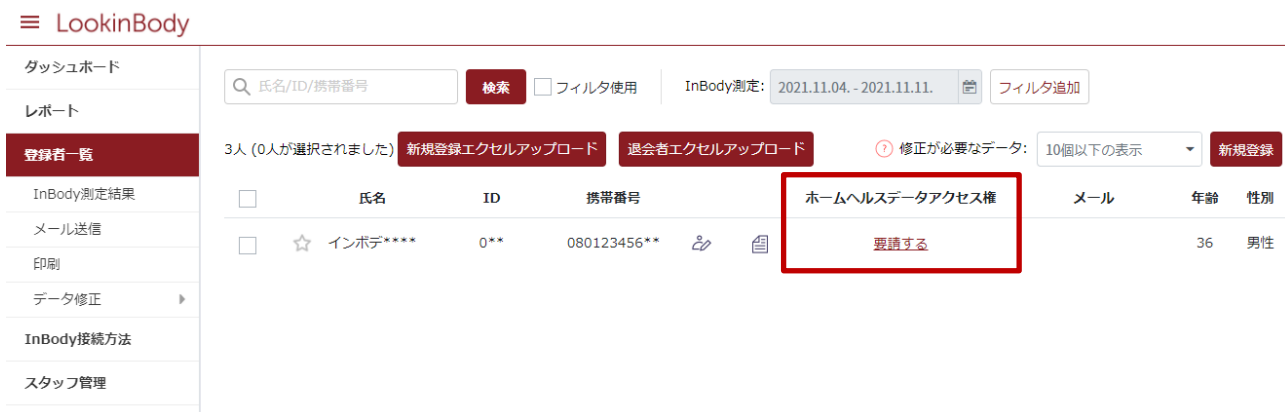 LookinBody
ダッシュボード
レポート
登録者一覧
InBody測定結果
メール送信
印刷
データ修正
InBody接続方法
スタッフ管理
氏名/ID/携帯番号 検索 フィルタ使用 InBody測定: 2021.11.04. - 2021.11.11. フィルタ追加
3人 (0人が選択されました) 新規登録エクセルアップロード 退会者エクセルアップロード ? 修正が必要なデータ: 10個以下の表示 新規登録
氏名 ID 携帯番号 ホームヘルスデータアクセス権 メール 年齢 性別
インボデ**** 0** 080123456** 要請する 36 男性